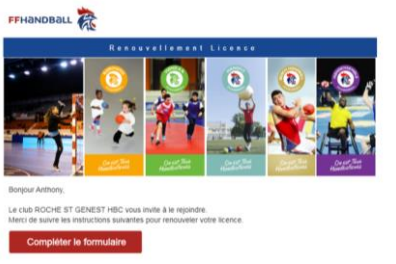 FFHANDBALL
Renouvellement Licence
Bonjour Anthony,
Le club ROCHE ST GENEST HBC vous invite à le rejoindre.
Merci de suivre les instructions suivantes pour renouveler votre licence.
Compléter le formulaire